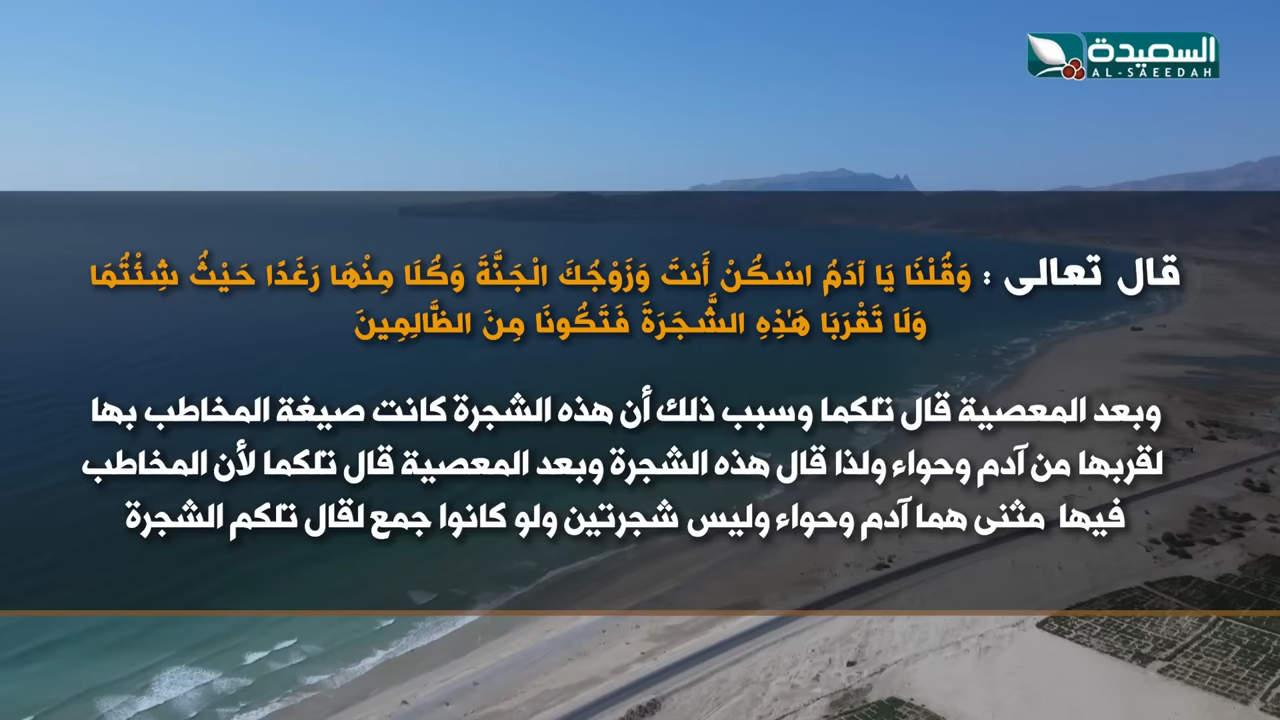 السعيدة
AL-SAEEDAH
قال تعالى : وَقُلْنَا يَا آدَمُ اسْكُنْ أَنتَ وَزَوْجُكَ الْجَنَّةَ وَكُلَا مِنْهَا رَغَدًا حَيْثُ شِئْتُمَا
وَلَا تَقْرَبَا هَٰذِهِ الشَّجَرَةَ فَتَكُونَا مِنَ الظَّالِمِينَ
وبعد المعصية قال تلكما وسبب ذلك أن هذه الشجرة كانت صيغة المخاطب بها
لقربها من آدم وحواء ولذا قال هذه الشجرة وبعد المعصية قال تلكما لأن المخاطب
فيها مثنى هما آدم وحواء وليس شجرتين ولو كانوا جمع لقال تلكم الشجرة